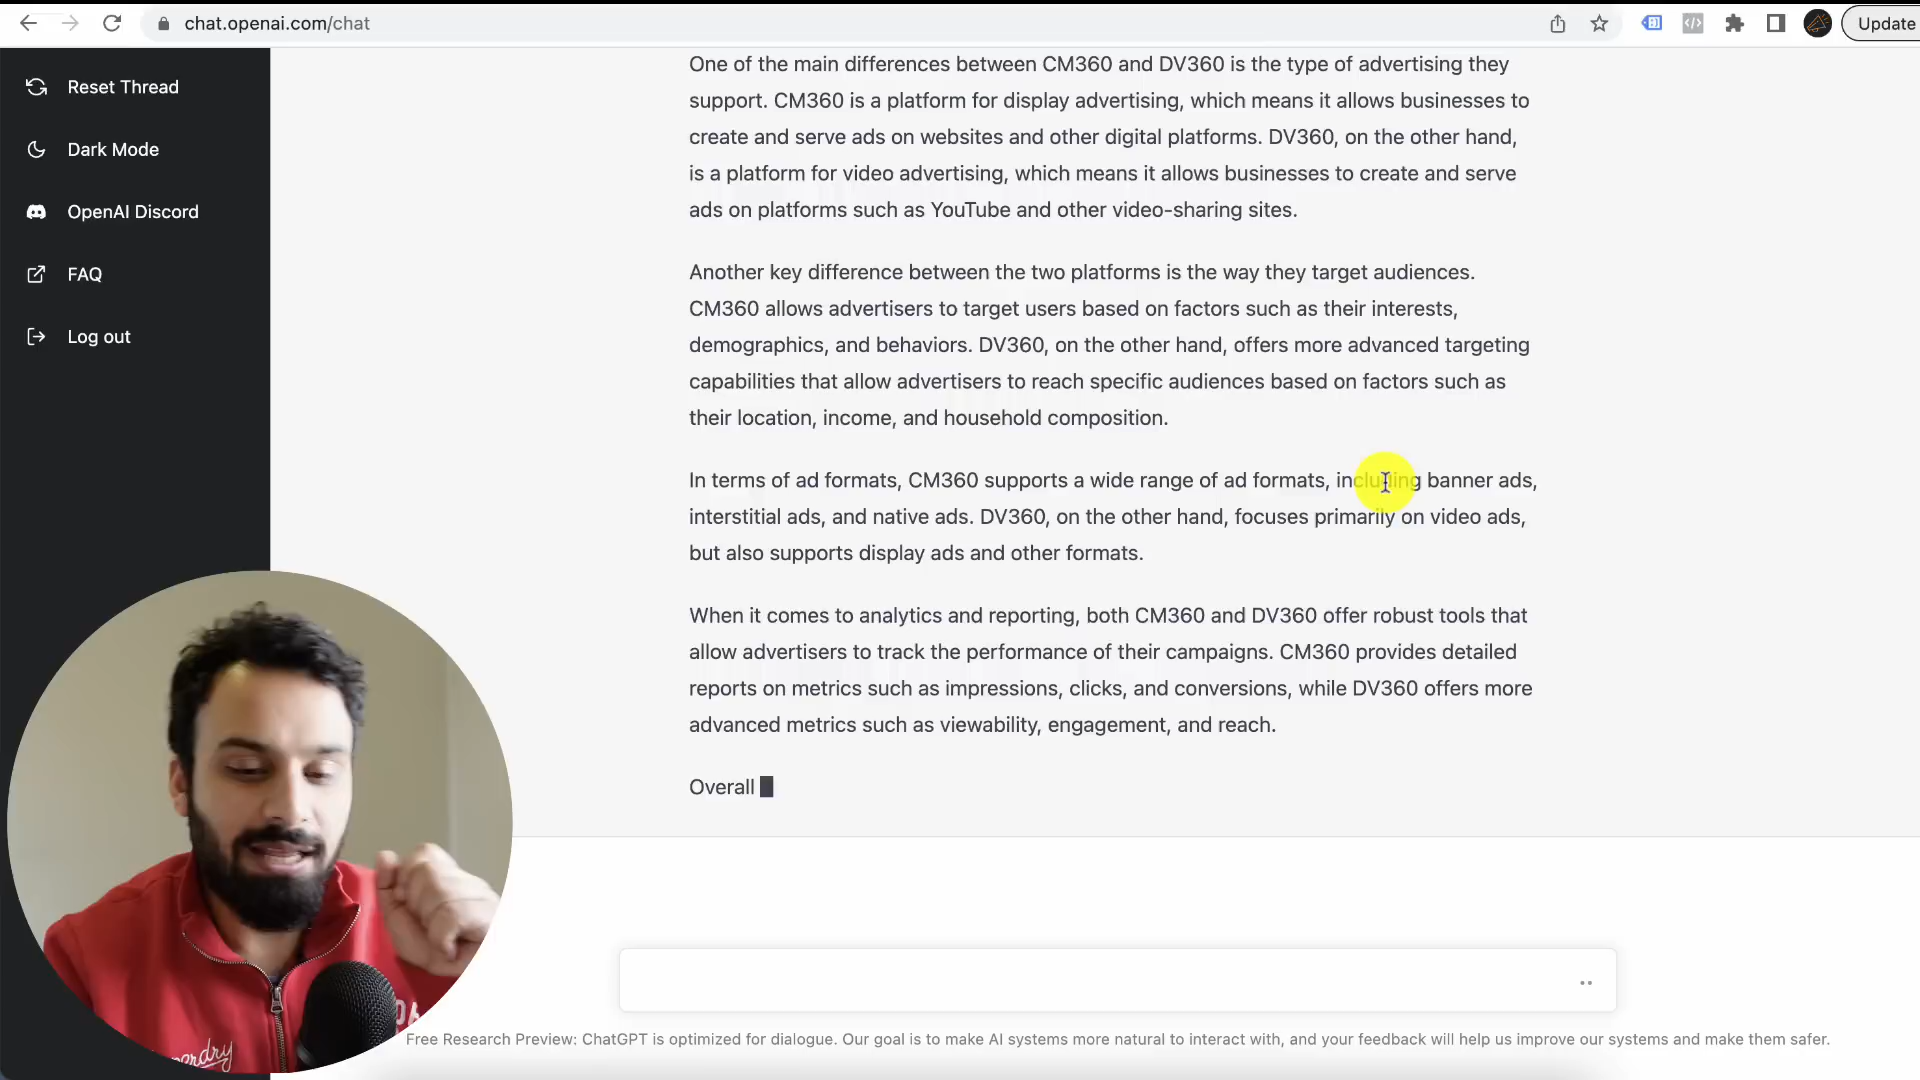 chat.openai.com/chat
Update
Reset Thread
Dark Mode
OpenAI Discord
FAQ
Log out
One of the main differences between CM360 and DV360 is the type of advertising they
support. CM360 is a platform for display advertising, which means it allows businesses to
create and serve ads on websites and other digital platforms. DV360, on the other hand,
is a platform for video advertising, which means it allows businesses to create and serve
ads on platforms such as YouTube and other video-sharing sites.
Another key difference between the two platforms is the way they target audiences.
CM360 allows advertisers to target users based on factors such as their interests,
demographics, and behaviors. DV360, on the other hand, offers more advanced targeting
capabilities that allow advertisers to reach specific audiences based on factors such as
their location, income, and household composition.
In terms of ad formats, CM360 supports a wide range of ad formats, including banner ads,
interstitial ads, and native ads. DV360, on the other hand, focuses primarily on video ads,
but also supports display ads and other formats.
When it comes to analytics and reporting, both CM360 and DV360 offer robust tools that
allow advertisers to track the performance of their campaigns. CM360 provides detailed
reports on metrics such as impressions, clicks, and conversions, while DV360 offers more
advanced metrics such as viewability, engagement, and reach.
Overall
Free Research Preview: ChatGPT is optimized for dialogue. Our goal is to make AI systems more natural to interact with, and your feedback will help us improve our systems and make them safer.